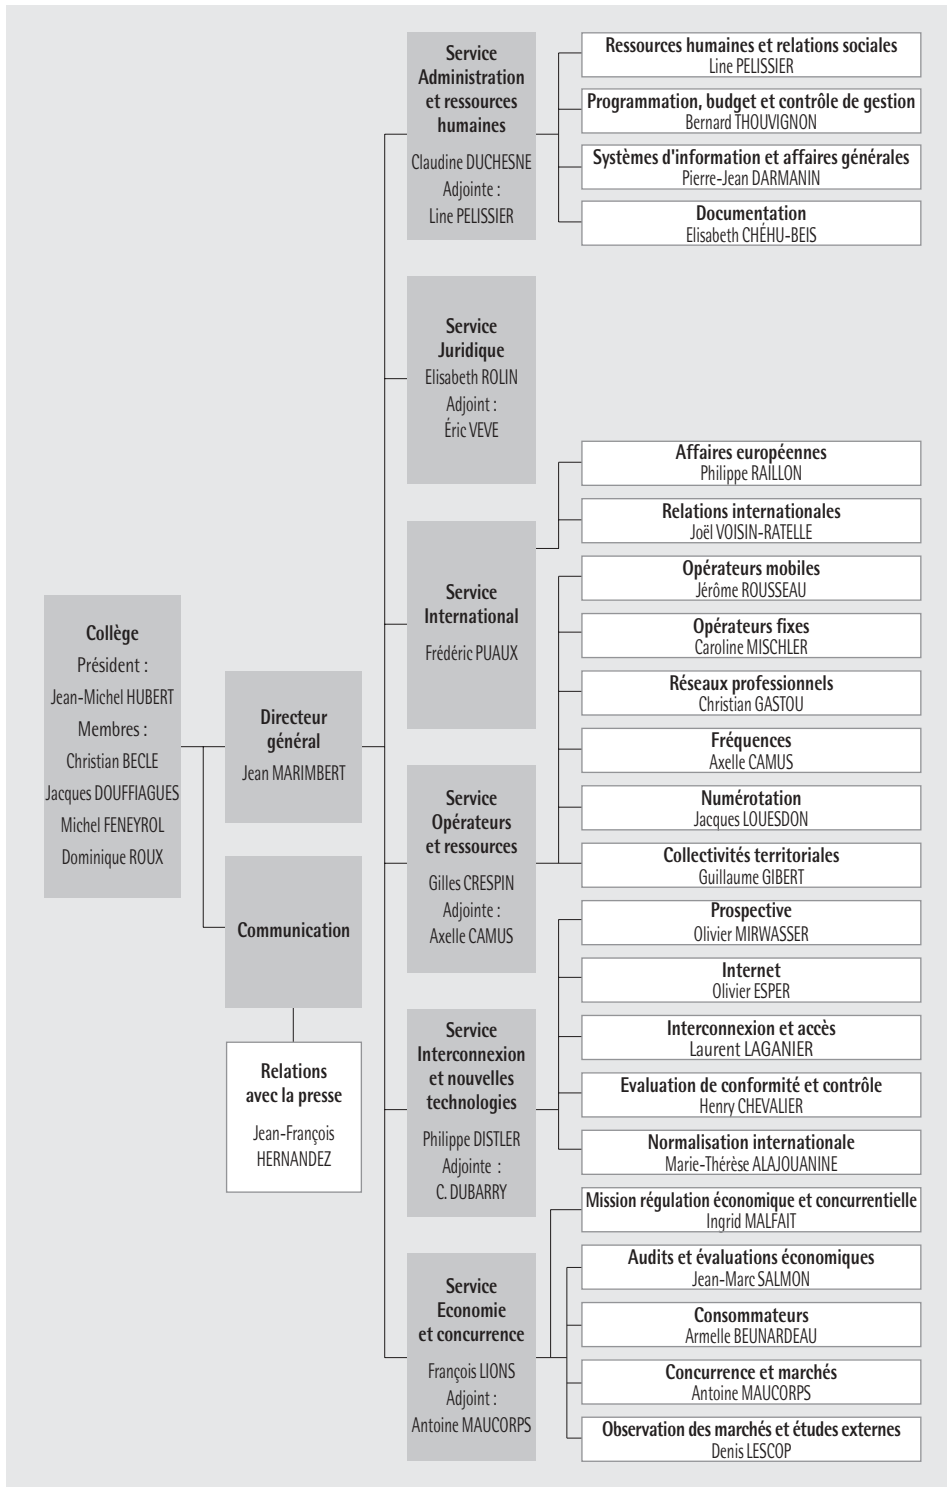 Collège
Président :
Jean-Michel HUBERT
Membres :
Christian BECLE
Jacques DOUFFIAGUES
Michel FENEYROL
Dominique ROUX
Directeur
général
Jean MARIMBERT
Communication
Relations
avec la presse
Jean-François
HERNANDEZ
Service
Administration
et ressources
humaines
Claudine DUCHESNE
Adjointe :
Line PELISSIER
Ressources humaines et relations sociales
Line PELISSIER
Programmation, budget et contrôle de gestion
Bernard THOUVIGNON
Systèmes d'information et affaires générales
Pierre-Jean DARMANIN
Documentation
Elisabeth CHÉHU-BEIS
Service
Juridique
Elisabeth ROLIN
Adjoint :
Éric VEVE
Service
International
Frédéric PUAUX
Affaires européennes
Philippe RAILLON
Relations internationales
Joël VOISIN-RATELLE
Service
Opérateurs
et ressources
Gilles CRESPIN
Adjointe :
Axelle CAMUS
Opérateurs mobiles
Jérôme ROUSSEAU
Opérateurs fixes
Caroline MISCHLER
Réseaux professionnels
Christian GASTOU
Fréquences
Axelle CAMUS
Numérotation
Jacques LOUESDON
Collectivités territoriales
Guillaume GIBERT
Service
Interconnexion
et nouvelles
technologies
Philippe DISTLER
Adjointe :
C. DUBARRY
Prospective
Olivier MIRWASSER
Internet
Olivier ESPER
Interconnexion et accès
Laurent LAGANIER
Evaluation de conformité et contrôle
Henry CHEVALIER
Normalisation internationale
Marie-Thérèse ALAJOUANINE
Service
Economie
et concurrence
François LIONS
Adjoint :
Antoine MAUCORPS
Mission régulation économique et concurrentielle
Ingrid MALFAIT
Audits et évaluations économiques
Jean-Marc SALMON
Consommateurs
Armelle BEUNARDEAU
Concurrence et marchés
Antoine MAUCORPS
Observation des marchés et études externes
Denis LESCOP